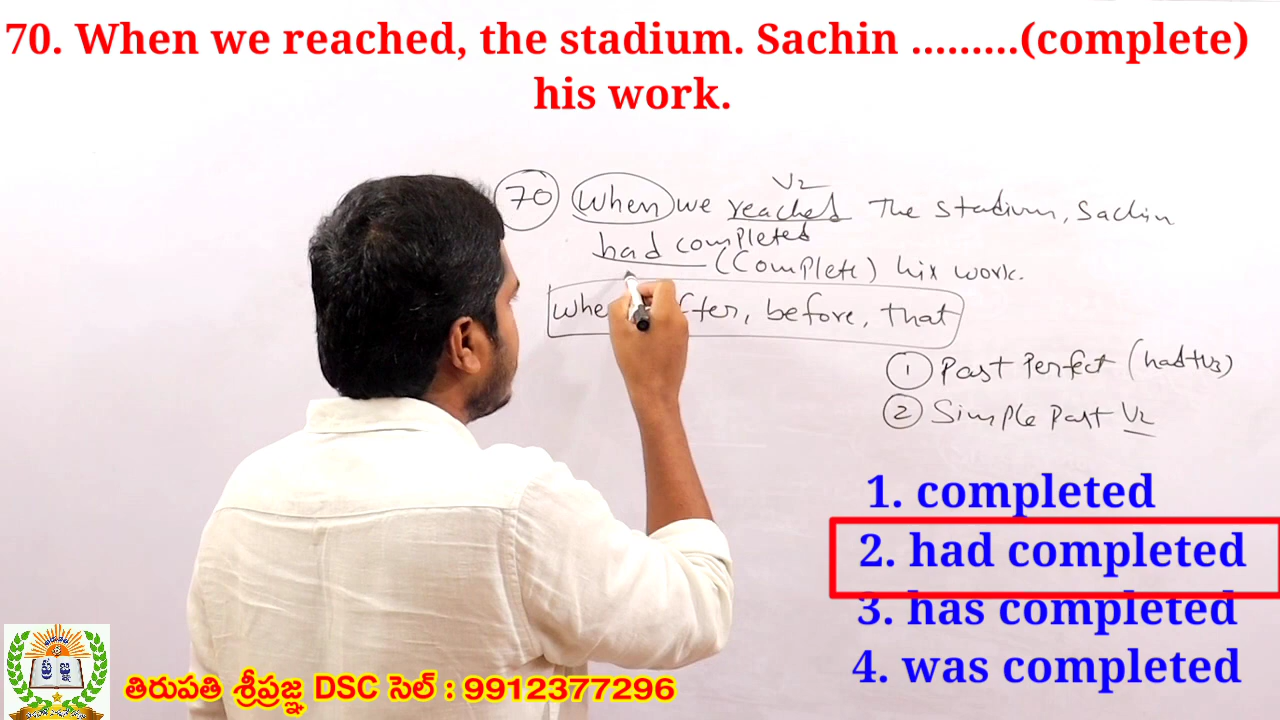 70. When we reached, the stadium. Sachin .........(complete)
his work.
70 When we reached The stadium, Sachin
V2
had completed
(Complete) his work.
before, that
1 Past Perfect (had+V3)
2 Simple Past V2
1. completed
2. had completed
3. has completed
4. was completed
తిరుపతి శ్రీప్రజ్ఞ DSC సెల్ : 9912377296